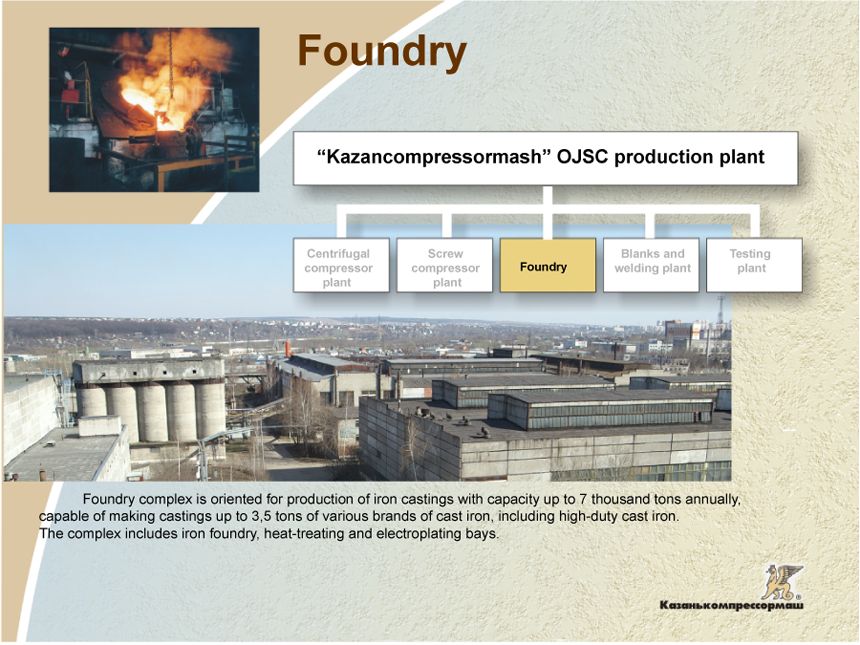 Foundry
“Kazancompressormash” OJSC production plant
Centrifugal
compressor
plant
Screw
compressor
plant
Foundry
Blanks and
welding plant
Testing
plant
Foundry complex is oriented for production of iron castings with capacity up to 7 thousand tons annually,
capable of making castings up to 3,5 tons of various brands of cast iron, including high-duty cast iron.
The complex includes iron foundry, heat-treating and electroplating bays.
®
Казанькомпрессормаш